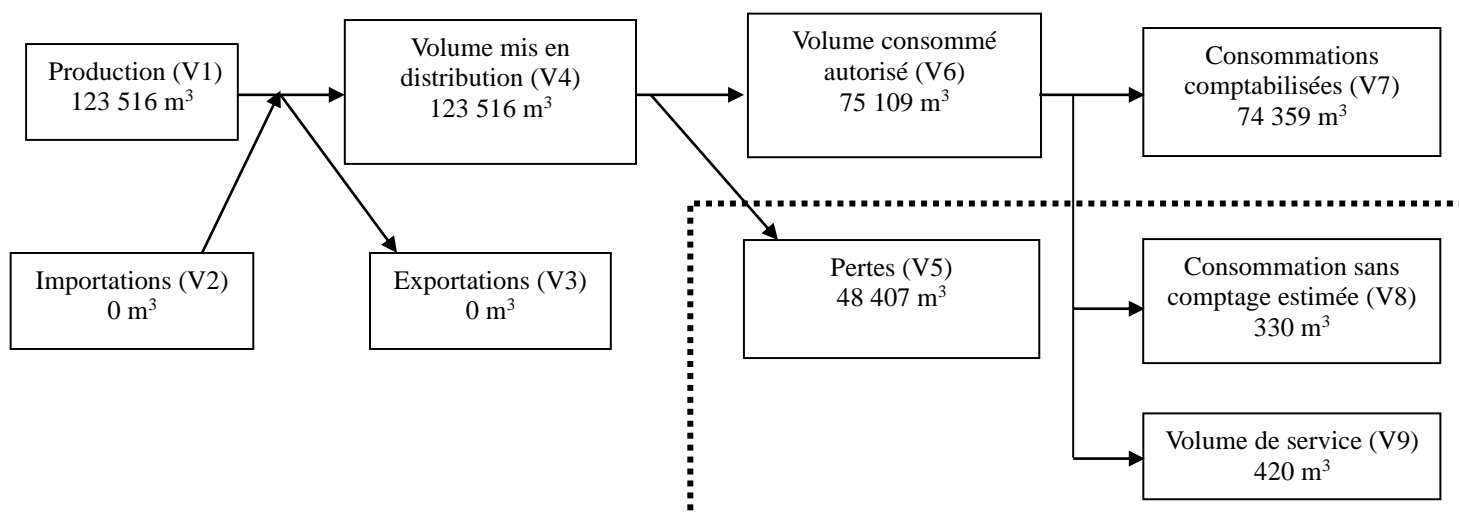 Production (V1)
123 516 m³
Volume mis en
distribution (V4)
123 516 m³
Volume consommé
autorisé (V6)
75 109 m³
Consommations
comptabilisées (V7)
74 359 m³
Importations (V2)
0 m³
Exportations (V3)
0 m³
Pertes (V5)
48 407 m³
Consommation sans
comptage estimée (V8)
330 m³
Volume de service (V9)
420 m³